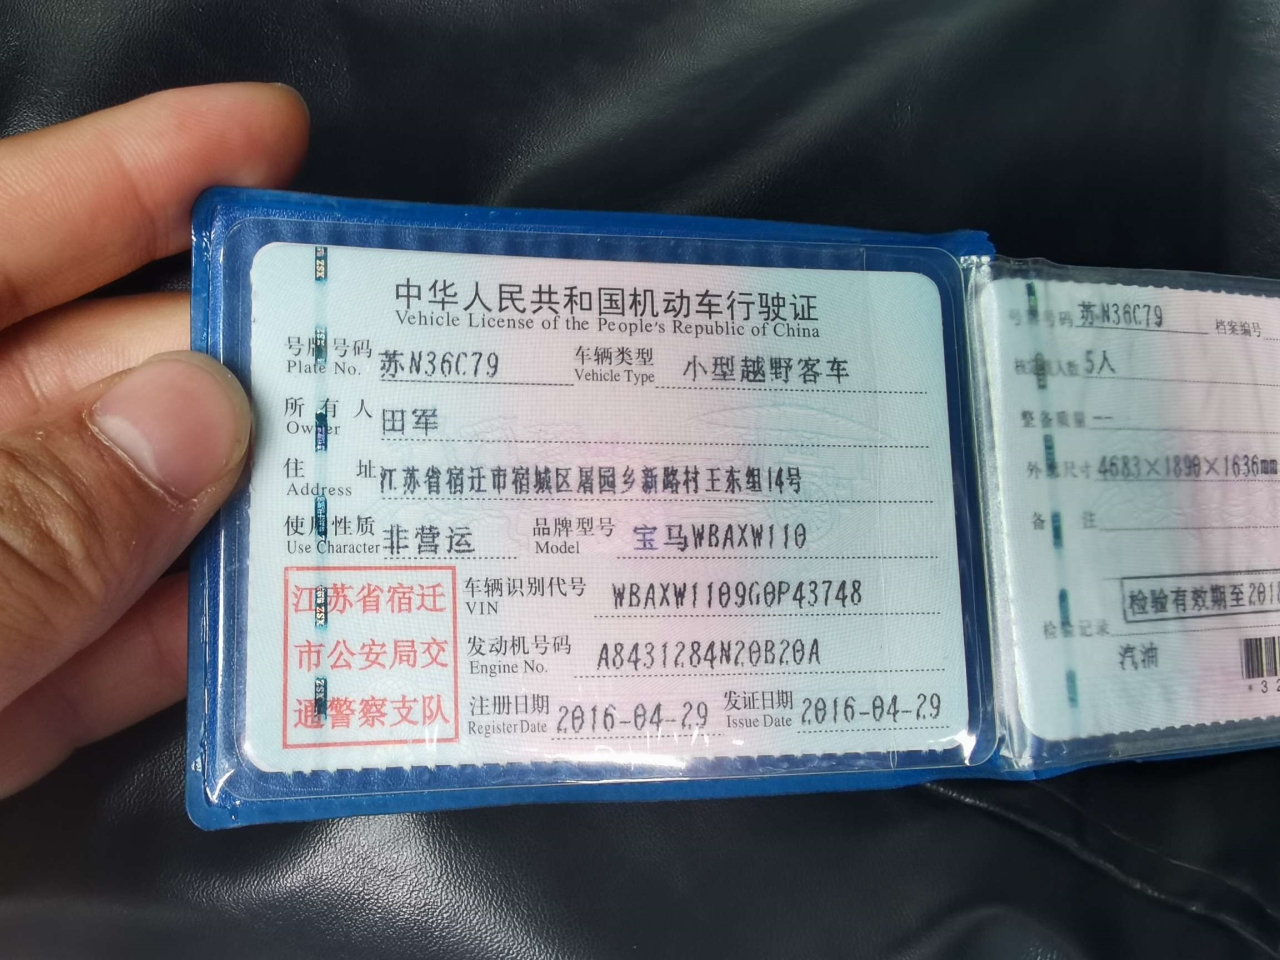 中华人民共和国机动车行驶证
Vehicle License of the People's Republic of China
号牌号码 苏N36C79 车辆类型 小型越野客车
Plate No. Vehicle Type
所有人 田军
Owner
住址 江苏省宿迁市宿城区屠园乡新路村王东组14号
Address
使用性质 非营运 品牌型号 宝马WBAXW110
Use Character Model
江苏省宿迁
市公安局交
通警察支队
车辆识别代号 WBAXW1109G0P43748
VIN
发动机号码 A8431284N20B20A
Engine No.
注册日期 2016-04-29 发证日期 2016-04-29
Register Date Issue Date
号牌号码 苏N36C79 档案编号
核定载人数 5人
整备质量 --
外廓尺寸 4683×1890×1636mm
备注
检验有效期至201
检验记录
汽油
*32